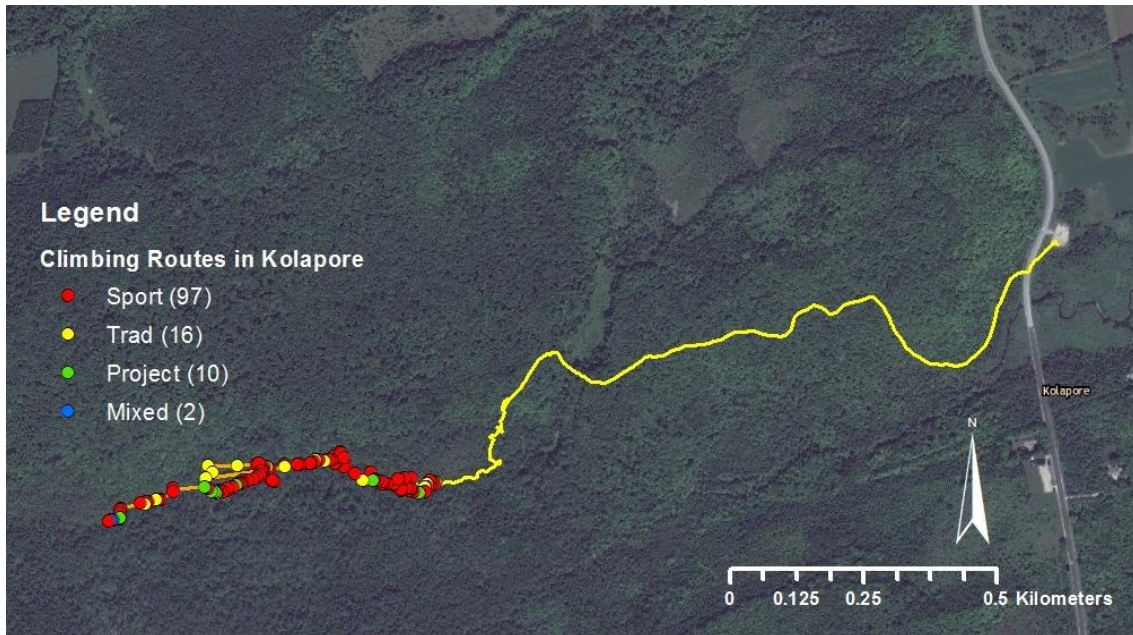 Legend
Climbing Routes in Kolapore
Sport (97)
Trad (16)
Project (10)
Mixed (2)
Kolapore
N
0 0.125 0.25 0.5 Kilometers